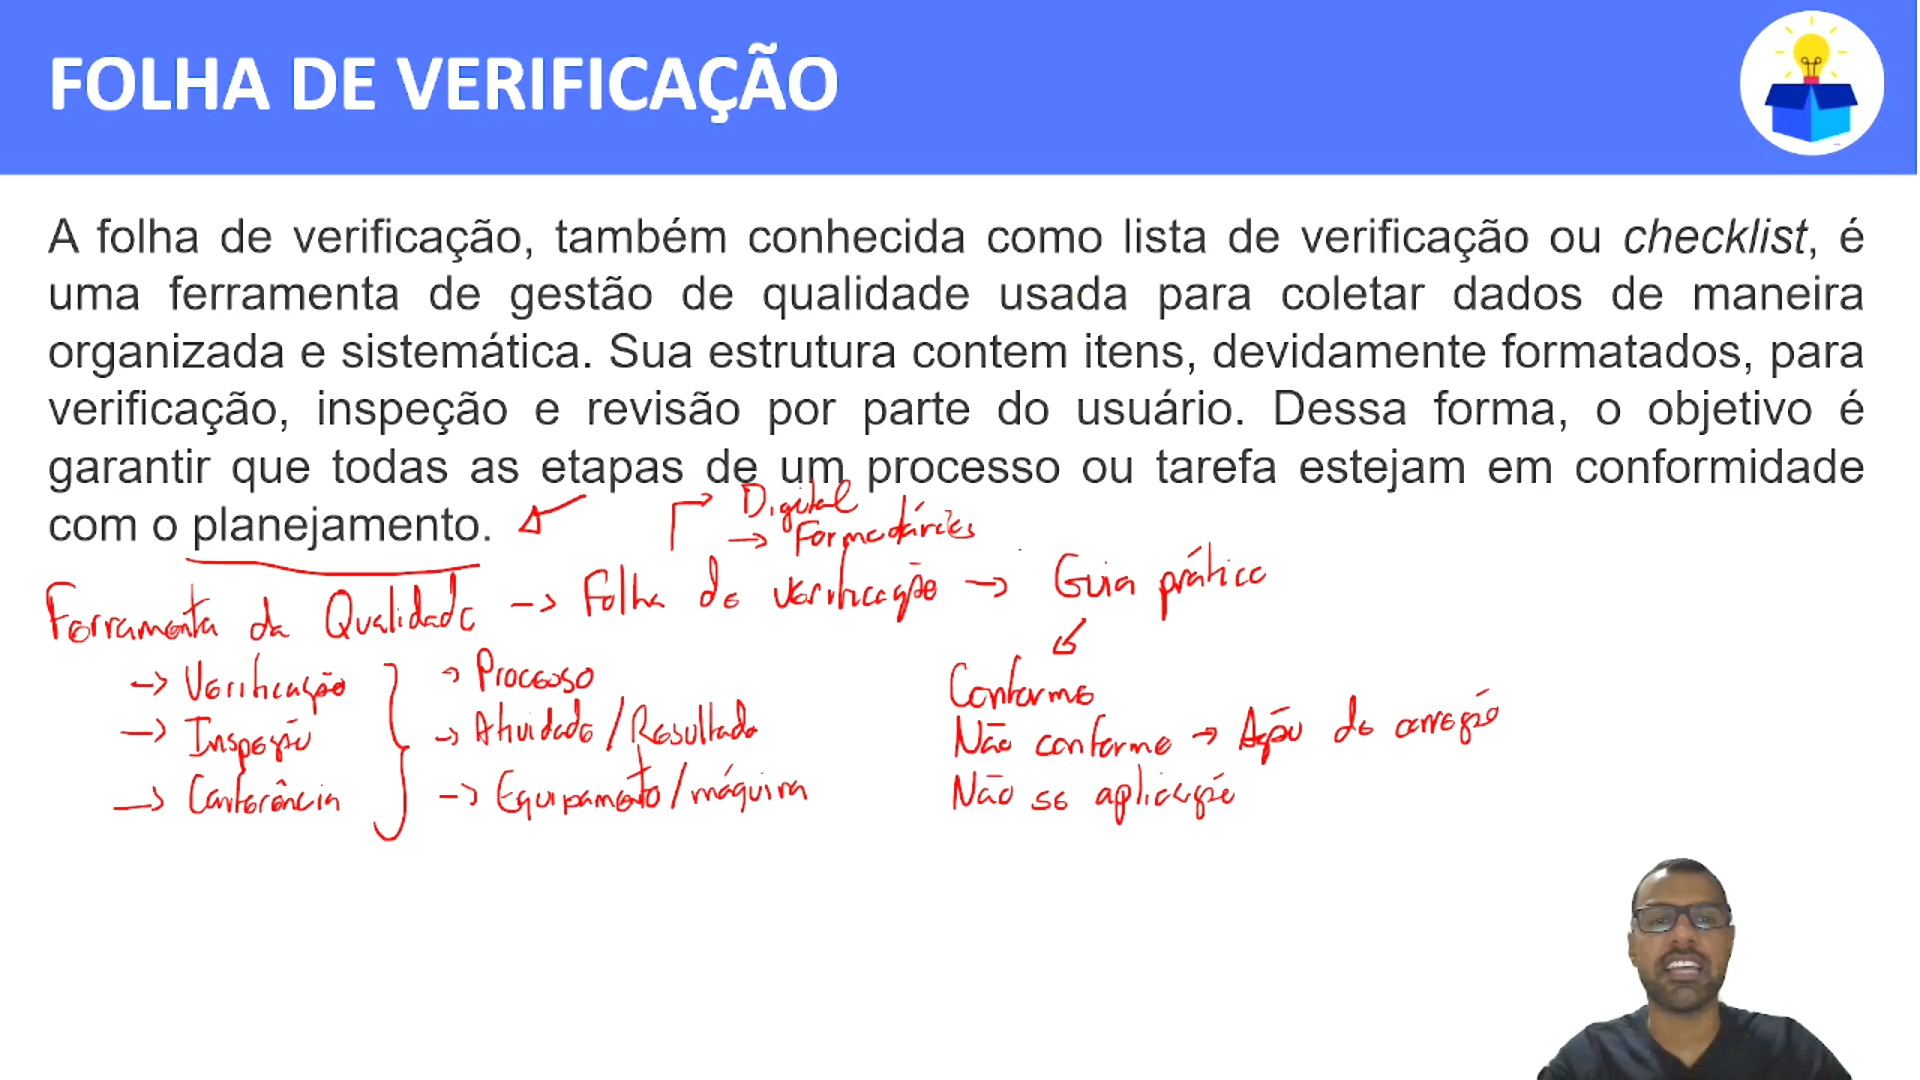 FOLHA DE VERIFICAÇÃO
A folha de verificação, também conhecida como lista de verificação ou checklist, é
uma ferramenta de gestão de qualidade usada para coletar dados de maneira
organizada e sistemática. Sua estrutura contem itens, devidamente formatados, para
verificação, inspeção e revisão por parte do usuário. Dessa forma, o objetivo é
garantir que todas as etapas de um processo ou tarefa estejam em conformidade
com o planejamento.
→ Digital
→ Formulários
Ferramenta da Qualidade → Folha de verificação → Guia prático
→ Verificação
→ Inspeção
→ Conferência
→ Processo
→ Atividade / Resultado
→ Equipamento / máquina
Conforme
Não conforme → Ação de correção
Não se aplicação